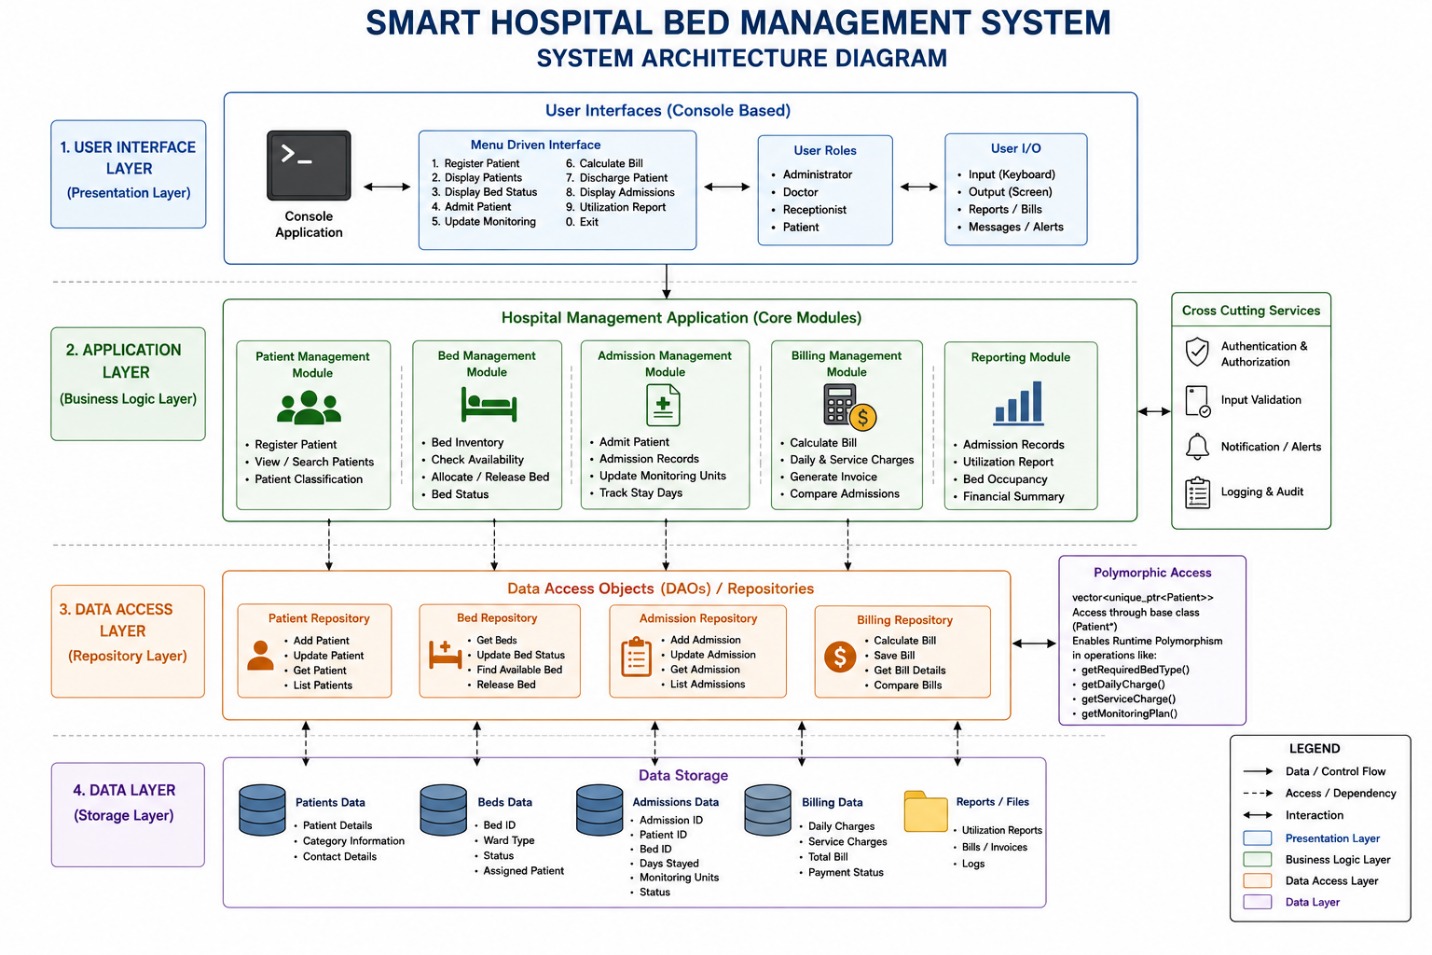 SMART HOSPITAL BED MANAGEMENT SYSTEM
SYSTEM ARCHITECTURE DIAGRAM
1. USER INTERFACE
LAYER
(Presentation Layer)
User Interfaces (Console Based)
>_
Console
Application
Menu Driven Interface
1. Register Patient
2. Display Patients
3. Display Bed Status
4. Admit Patient
5. Update Monitoring
6. Calculate Bill
7. Discharge Patient
8. Display Admissions
9. Utilization Report
0. Exit
User Roles
• Administrator
• Doctor
• Receptionist
• Patient
User I/O
• Input (Keyboard)
• Output (Screen)
• Reports / Bills
• Messages / Alerts
2. APPLICATION
LAYER
(Business Logic Layer)
Hospital Management Application (Core Modules)
Patient Management
Module
• Register Patient
• View / Search Patients
• Patient Classification
Bed Management
Module
• Bed Inventory
• Check Availability
• Allocate / Release Bed
• Bed Status
Admission Management
Module
• Admit Patient
• Admission Records
• Update Monitoring Units
• Track Stay Days
Billing Management
Module
$
• Calculate Bill
• Daily & Service Charges
• Generate Invoice
• Compare Admissions
Reporting Module
• Admission Records
• Utilization Report
• Bed Occupancy
• Financial Summary
Cross Cutting Services
Authentication &
Authorization
Input Validation
Notification / Alerts
Logging & Audit
3. DATA ACCESS
LAYER
(Repository Layer)
Data Access Objects (DAOs) / Repositories
Patient Repository
• Add Patient
• Update Patient
• Get Patient
• List Patients
Bed Repository
• Get Beds
• Update Bed Status
• Find Available Bed
• Release Bed
Admission Repository
• Add Admission
• Update Admission
• Get Admission
• List Admissions
Billing Repository
$
• Calculate Bill
• Save Bill
• Get Bill Details
• Compare Bills
Polymorphic Access
vector<unique_ptr<Patient>>
Access through base class
(Patient*)
Enables Runtime Polymorphism
in operations like:
• getRequiredBedType()
• getDailyCharge()
• getServiceCharge()
• getMonitoringPlan()
4. DATA LAYER
(Storage Layer)
Data Storage
Patients Data
• Patient Details
• Category Information
• Contact Details
Beds Data
• Bed ID
• Ward Type
• Status
• Assigned Patient
Admissions Data
• Admission ID
• Patient ID
• Bed ID
• Days Stayed
• Monitoring Units
• Status
Billing Data
• Daily Charges
• Service Charges
• Total Bill
• Payment Status
Reports / Files
• Utilization Reports
• Bills / Invoices
• Logs
LEGEND
Data / Control Flow
Access / Dependency
Interaction
Presentation Layer
Business Logic Layer
Data Access Layer
Data Layer